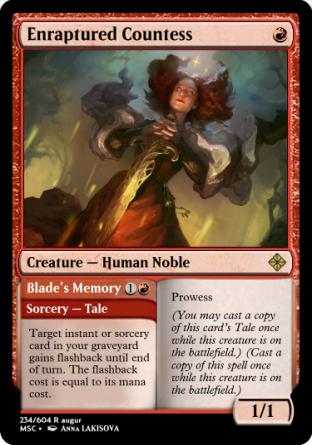 Enraptured Countess
Creature — Human Noble
Blade's Memory 1
Sorcery — Tale
Target instant or sorcery
card in your graveyard
gains flashback until end
of turn. The flashback
cost is equal to its mana
cost.
Prowess
(You may cast a copy
of this card's Tale once
while this creature is on
the battlefield.) (Cast a
copy of this spell once
while this creature is on
the battlefield.)
1/1
234/604 R augur
MSC • Anna Lakisova